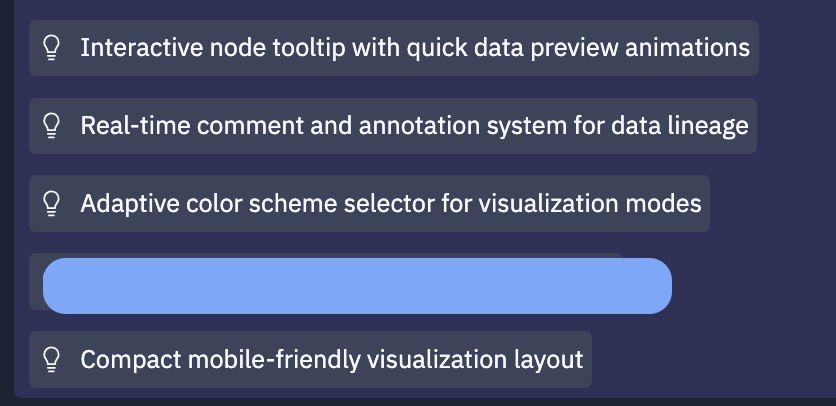 Interactive node tooltip with quick data preview animations
Real-time comment and annotation system for data lineage
Adaptive color scheme selector for visualization modes
Compact mobile-friendly visualization layout